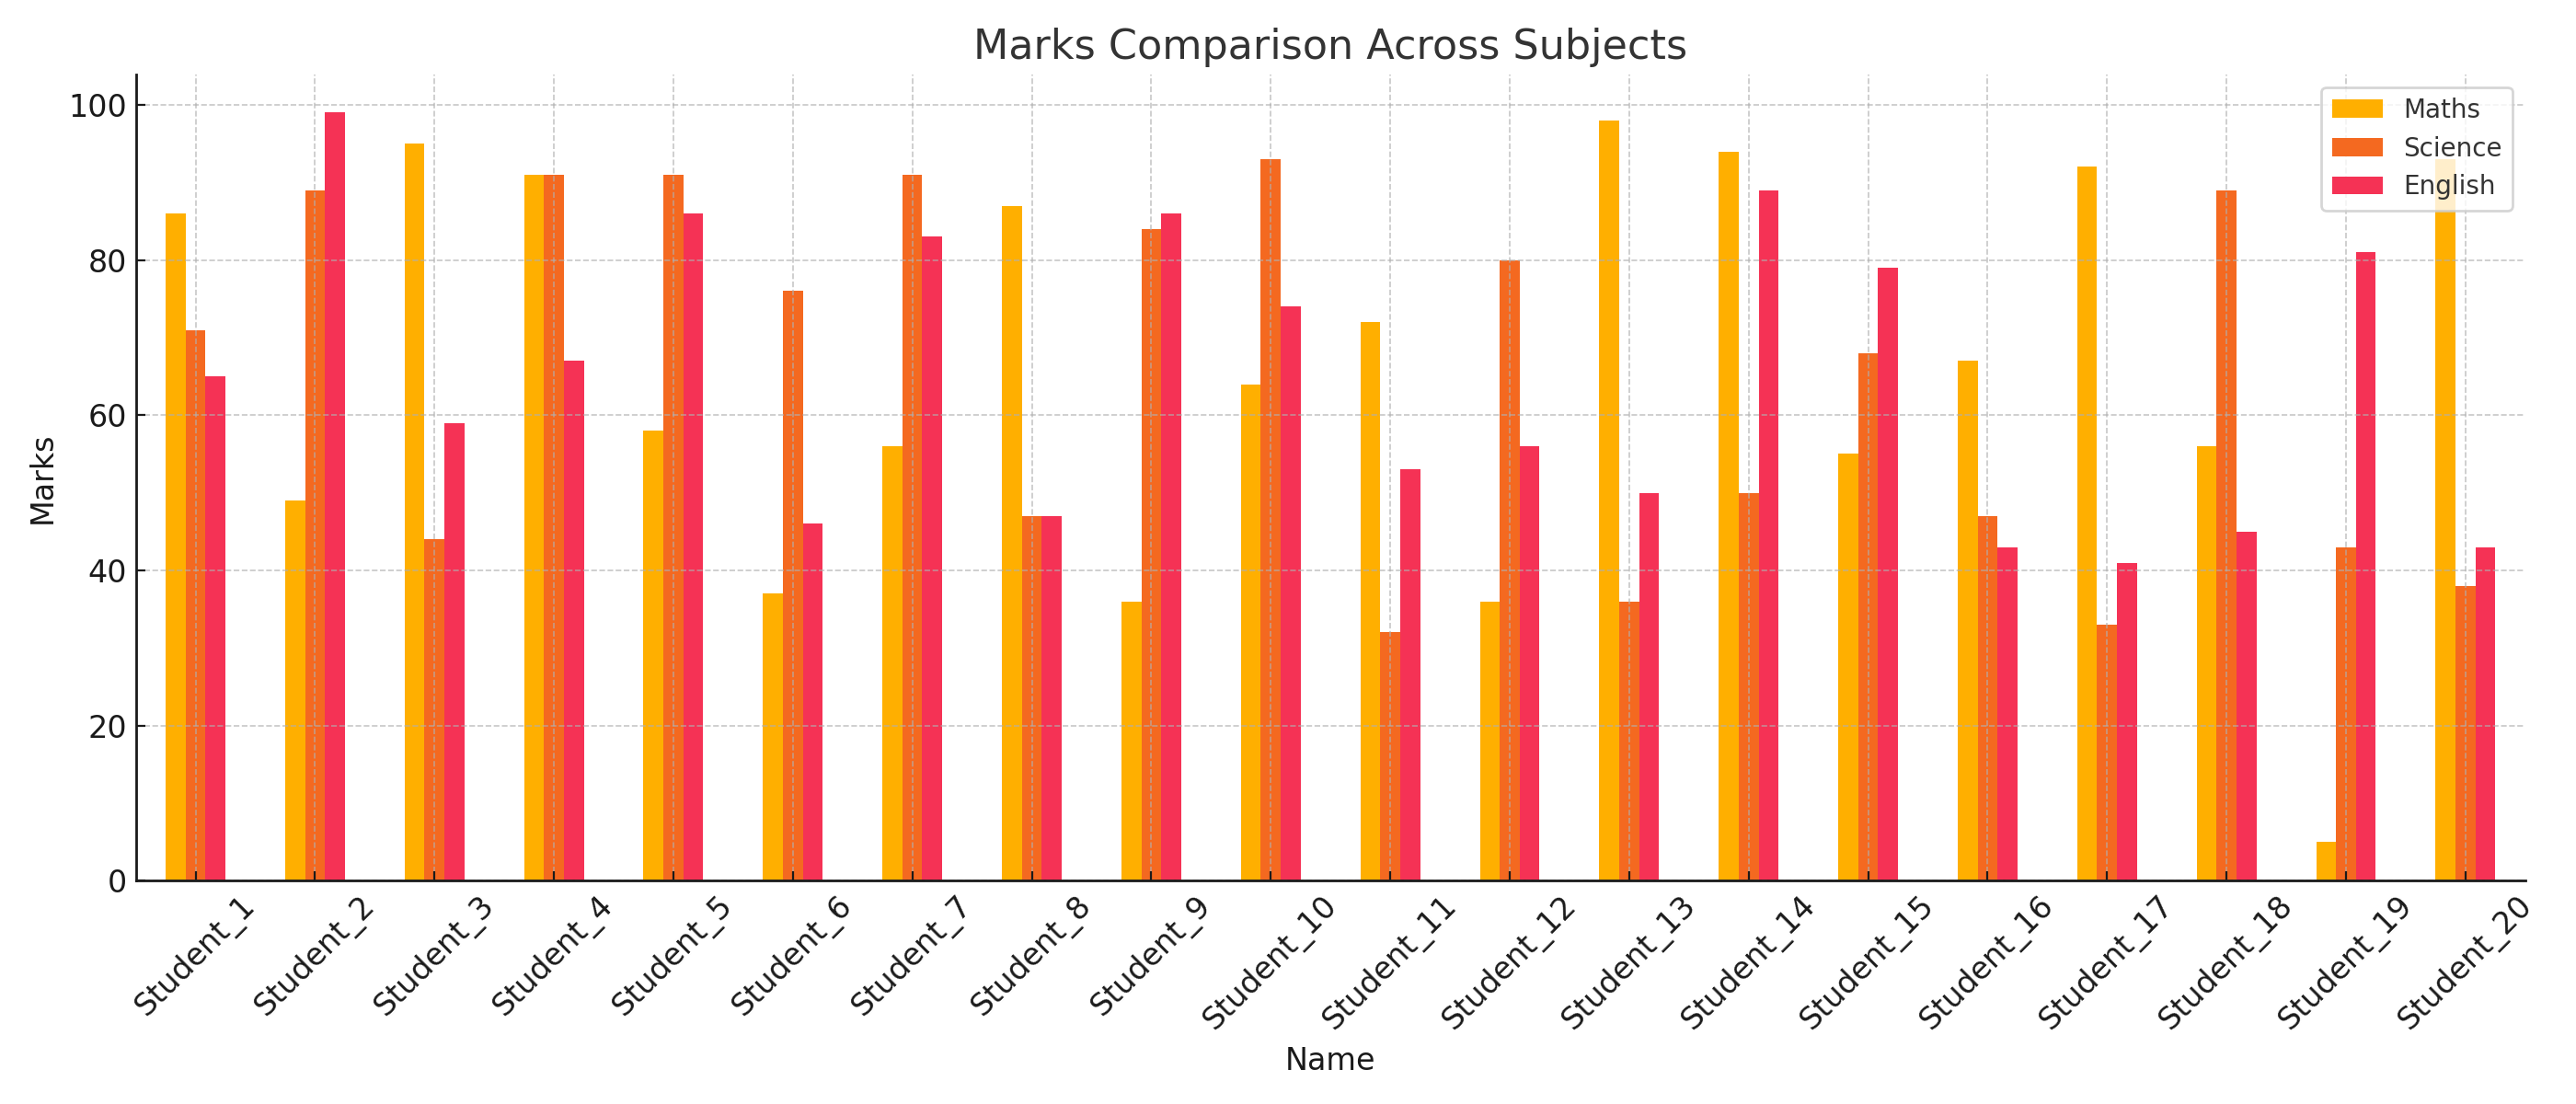 Marks Comparison Across Subjects
Maths
Science
English
100
80
60
40
20
0
Marks
Student_1
Student_2
Student_3
Student_4
Student_5
Student_6
Student_7
Student_8
Student_9
Student_10
Student_11
Student_12
Student_13
Student_14
Student_15
Student_16
Student_17
Student_18
Student_19
Student_20
Name